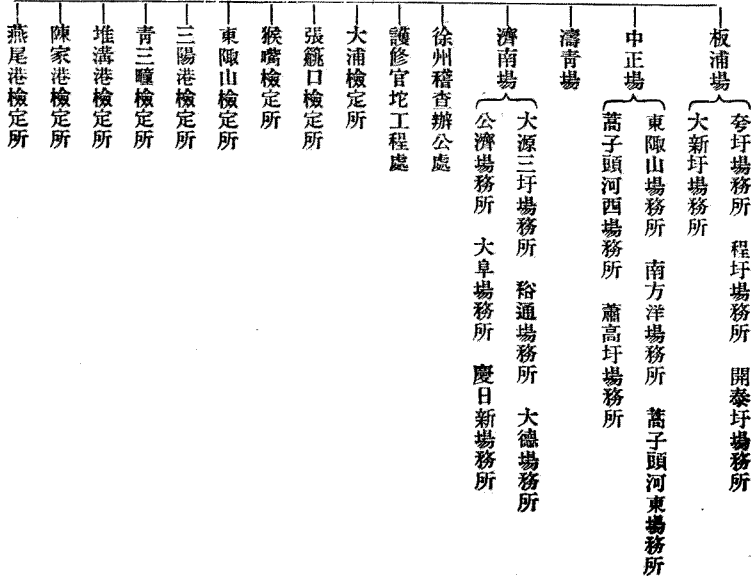 板浦場
夸圩場務所　程圩場務所　開泰圩場務所
大新圩場務所
中正場
東陬山場務所　南方洋場務所　蒿子頭河東場務所
蒿子頭河西場務所　蕭高圩場務所
濤青場
濟南場
大源三圩場務所　裕通場務所　大德場務所
公濟場務所　大阜場務所　慶日新場務所
徐州稽查辦公處
護修官坨工程處
大浦檢定所
張䑸口檢定所
猴嘴檢定所
東陬山檢定所
三陽港檢定所
青三疃檢定所
堆溝港檢定所
陳家港檢定所
燕尾港檢定所